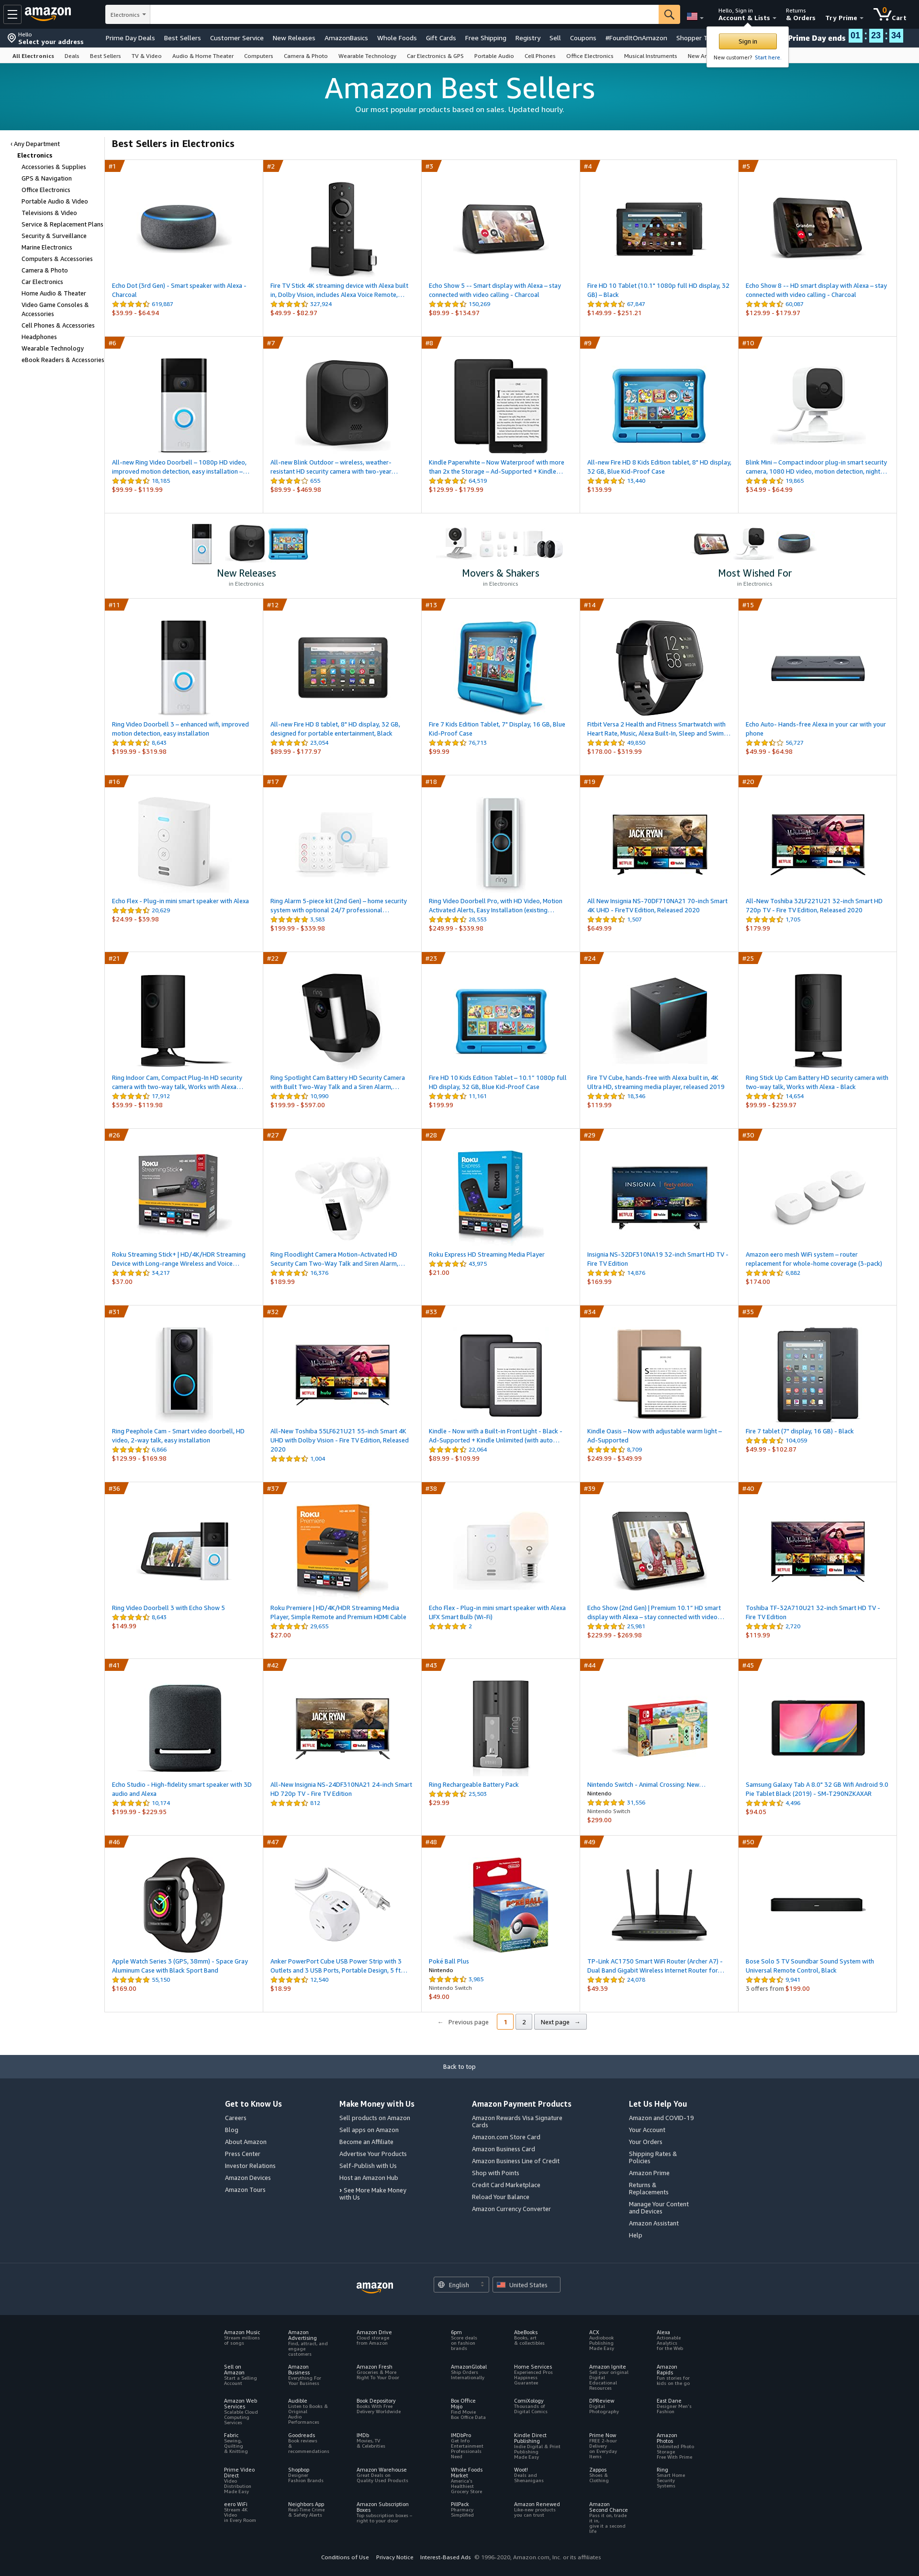 Hello
Select your address
amazon
Electronics
Hello, Sign in
Account & Lists
Returns
& Orders
Try Prime
0
Cart
Prime Day Deals Best Sellers Customer Service New Releases AmazonBasics Whole Foods Gift Cards Free Shipping Registry Sell Coupons #FoundItOnAmazon Shopper
Prime Day ends 01 : 23 : 34
Sign in
New customer? Start here.
All Electronics Deals Best Sellers TV & Video Audio & Home Theater Computers Camera & Photo Wearable Technology Car Electronics & GPS Portable Audio Cell Phones Office Electronics Musical Instruments
Amazon Best Sellers
Our most popular products based on sales. Updated hourly.
‹ Any Department
Electronics
Accessories & Supplies
GPS & Navigation
Office Electronics
Portable Audio & Video
Televisions & Video
Service & Replacement Plans
Security & Surveillance
Marine Electronics
Computers & Accessories
Camera & Photo
Car Electronics
Home Audio & Theater
Video Game Consoles &
Accessories
Cell Phones & Accessories
Headphones
Wearable Technology
eBook Readers & Accessories
Best Sellers in Electronics
#1
Echo Dot (3rd Gen) - Smart speaker with Alexa -
Charcoal
619,887
$39.99 - $64.94
#2
Fire TV Stick 4K streaming device with Alexa built
in, Dolby Vision, includes Alexa Voice Remote,…
327,924
$49.99 - $82.97
#3
Echo Show 5 -- Smart display with Alexa – stay
connected with video calling - Charcoal
150,269
$89.99 - $134.97
#4
Fire HD 10 Tablet (10.1" 1080p full HD display, 32
GB) – Black
67,847
$149.99 - $251.21
#5
Echo Show 8 -- HD smart display with Alexa – stay
connected with video calling - Charcoal
60,087
$129.99 - $179.97
#6
All-new Ring Video Doorbell – 1080p HD video,
improved motion detection, easy installation –…
18,185
$99.99 - $119.99
#7
All-new Blink Outdoor – wireless, weather-
resistant HD security camera with two-year…
655
$89.99 - $469.98
#8
Kindle Paperwhite – Now Waterproof with more
than 2x the Storage – Ad-Supported + Kindle…
64,519
$129.99 - $179.99
#9
All-new Fire HD 8 Kids Edition tablet, 8" HD display,
32 GB, Blue Kid-Proof Case
13,440
$139.99
#10
Blink Mini – Compact indoor plug-in smart security
camera, 1080 HD video, motion detection, night…
19,665
$34.99 - $64.99
New Releases
in Electronics
Movers & Shakers
in Electronics
Most Wished For
in Electronics
#11
Ring Video Doorbell 3 – enhanced wifi, improved
motion detection, easy installation
6,643
$199.99 - $319.98
#12
All-new Fire HD 8 tablet, 8" HD display, 32 GB,
designed for portable entertainment, Black
23,054
$89.99 - $177.97
#13
Fire 7 Kids Edition Tablet, 7" Display, 16 GB, Blue
Kid-Proof Case
76,713
$99.99
#14
Fitbit Versa 2 Health and Fitness Smartwatch with
Heart Rate, Music, Alexa Built-In, Sleep and Swim…
49,850
$178.00 - $319.99
#15
Echo Auto- Hands-free Alexa in your car with your
phone
56,727
$49.99 - $64.98
#16
Echo Flex - Plug-in mini smart speaker with Alexa
20,629
$24.99 - $39.98
#17
Ring Alarm 5-piece kit (2nd Gen) – home security
system with optional 24/7 professional…
3,583
$199.99 - $339.98
#18
Ring Video Doorbell Pro, with HD Video, Motion
Activated Alerts, Easy Installation (existing…
28,553
$249.99 - $339.98
#19
All New Insignia NS-70DF710NA21 70-inch Smart
4K UHD - FireTV Edition, Released 2020
1,507
$649.99
#20
All-New Toshiba 32LF221U21 32-inch Smart HD
720p TV - Fire TV Edition, Released 2020
1,705
$179.99
#21
Ring Indoor Cam, Compact Plug-In HD security
camera with two-way talk, Works with Alexa…
17,912
$59.99 - $119.98
#22
Ring Spotlight Cam Battery HD Security Camera
with Built Two-Way Talk and a Siren Alarm,…
10,990
$199.99 - $597.00
#23
Fire HD 10 Kids Edition Tablet – 10.1" 1080p full
HD display, 32 GB, Blue Kid-Proof Case
11,161
$199.99
#24
Fire TV Cube, hands-free with Alexa built in, 4K
Ultra HD, streaming media player, released 2019
18,346
$119.99
#25
Ring Stick Up Cam Battery HD security camera with
two-way talk, Works with Alexa - Black
14,654
$99.99 - $239.97
#26
Roku Streaming Stick+ | HD/4K/HDR Streaming
Device with Long-range Wireless and Voice…
34,217
$37.00
#27
Ring Floodlight Camera Motion-Activated HD
Security Cam Two-Way Talk and Siren Alarm,…
16,376
$189.99
#28
Roku Express HD Streaming Media Player
43,975
$21.00
#29
Insignia NS-32DF310NA19 32-inch Smart HD TV -
Fire TV Edition
14,876
$169.99
#30
Amazon eero mesh WiFi system – router
replacement for whole-home coverage (3-pack)
6,882
$174.00
#31
Ring Peephole Cam - Smart video doorbell, HD
video, 2-way talk, easy installation
6,866
$129.99 - $169.98
#32
All-New Toshiba 55LF621U21 55-inch Smart 4K
UHD with Dolby Vision - Fire TV Edition, Released
2020
1,004
#33
Kindle - Now with a Built-in Front Light - Black -
Ad-Supported + Kindle Unlimited (with auto…
22,064
$89.99 - $109.99
#34
Kindle Oasis – Now with adjustable warm light –
Ad-Supported
8,709
$249.99 - $349.99
#35
Fire 7 tablet (7" display, 16 GB) - Black
104,059
$49.99 - $102.87
#36
Ring Video Doorbell 3 with Echo Show 5
6,643
$149.99
#37
Roku Premiere | HD/4K/HDR Streaming Media
Player, Simple Remote and Premium HDMI Cable
29,655
$27.00
#38
Echo Flex - Plug-in mini smart speaker with Alexa
LIFX Smart Bulb (Wi-Fi)
2
#39
Echo Show (2nd Gen) | Premium 10.1" HD smart
display with Alexa – stay connected with video…
25,961
$229.99 - $269.98
#40
Toshiba TF-32A710U21 32-inch Smart HD TV -
Fire TV Edition
2,720
$119.99
#41
Echo Studio - High-fidelity smart speaker with 3D
audio and Alexa
10,174
$199.99 - $229.95
#42
All-New Insignia NS-24DF310NA21 24-inch Smart
HD 720p TV - Fire TV Edition
812
#43
Ring Rechargeable Battery Pack
25,503
$29.99
#44
Nintendo Switch - Animal Crossing: New…
Nintendo
31,556
Nintendo Switch
$299.00
#45
Samsung Galaxy Tab A 8.0" 32 GB Wifi Android 9.0
Pie Tablet Black (2019) - SM-T290NZKAXAR
4,496
$94.05
#46
Apple Watch Series 3 (GPS, 38mm) - Space Gray
Aluminum Case with Black Sport Band
55,150
$169.00
#47
Anker PowerPort Cube USB Power Strip with 3
Outlets and 3 USB Ports, Portable Design, 5 ft…
12,540
$18.99
#48
Poké Ball Plus
Nintendo
3,985
Nintendo Switch
$49.00
#49
TP-Link AC1750 Smart WiFi Router (Archer A7) -
Dual Band Gigabit Wireless Internet Router for…
24,078
$49.39
#50
Bose Solo 5 TV Soundbar Sound System with
Universal Remote Control, Black
9,941
3 offers from $199.00
← Previous page 1 2 Next page →
Back to top
Get to Know Us
Careers
Blog
About Amazon
Press Center
Investor Relations
Amazon Devices
Amazon Tours
Make Money with Us
Sell products on Amazon
Sell apps on Amazon
Become an Affiliate
Advertise Your Products
Self-Publish with Us
Host an Amazon Hub
› See More Make Money
with Us
Amazon Payment Products
Amazon Rewards Visa Signature
Cards
Amazon.com Store Card
Amazon Business Card
Amazon Business Line of Credit
Shop with Points
Credit Card Marketplace
Reload Your Balance
Amazon Currency Converter
Let Us Help You
Amazon and COVID-19
Your Account
Your Orders
Shipping Rates &
Policies
Amazon Prime
Returns &
Replacements
Manage Your Content
and Devices
Amazon Assistant
Help
amazon
English
United States
Amazon Music
Stream millions
of songs
Amazon
Advertising
Find, attract, and
engage
customers
Amazon Drive
Cloud storage
from Amazon
6pm
Score deals
on fashion
brands
AbeBooks
Books, art
& collectibles
ACX
Audiobook
Publishing
Made Easy
Alexa
Actionable
Analytics
for the Web
Sell on
Amazon
Start a Selling
Account
Amazon
Business
Everything For
Your Business
Amazon Fresh
Groceries & More
Right To Your Door
AmazonGlobal
Ship Orders
Internationally
Home Services
Experienced Pros
Happiness
Guarantee
Amazon Ignite
Sell your original
Digital
Educational
Resources
Amazon
Rapids
Fun stories for
kids on the go
Amazon Web
Services
Scalable Cloud
Computing
Services
Audible
Listen to Books &
Original
Audio
Performances
Book Depository
Books With Free
Delivery Worldwide
Box Office
Mojo
Find Movie
Box Office Data
ComiXology
Thousands of
Digital Comics
DPReview
Digital
Photography
East Dane
Designer Men's
Fashion
Fabric
Sewing,
Quilting
& Knitting
Goodreads
Book reviews
&
recommendations
IMDb
Movies, TV
& Celebrities
IMDbPro
Get Info
Entertainment
Professionals
Need
Kindle Direct
Publishing
Indie Digital & Print
Publishing
Made Easy
Prime Now
FREE 2-hour
Delivery
on Everyday
Items
Amazon
Photos
Unlimited Photo
Storage
Free With Prime
Prime Video
Direct
Video
Distribution
Made Easy
Shopbop
Designer
Fashion Brands
Amazon Warehouse
Great Deals on
Quality Used Products
Whole Foods
Market
America's
Healthiest
Grocery Store
Woot!
Deals and
Shenanigans
Zappos
Shoes &
Clothing
Ring
Smart Home
Security
Systems
eero WiFi
Stream 4K
Video
in Every Room
Neighbors App
Real-Time Crime
& Safety Alerts
Amazon Subscription
Boxes
Top subscription boxes –
right to your door
PillPack
Pharmacy
Simplified
Amazon Renewed
Like-new products
you can trust
Amazon
Second Chance
Pass it on, trade
it in,
give it a second
life
Conditions of Use Privacy Notice Interest-Based Ads © 1996-2020, Amazon.com, Inc. or its affiliates